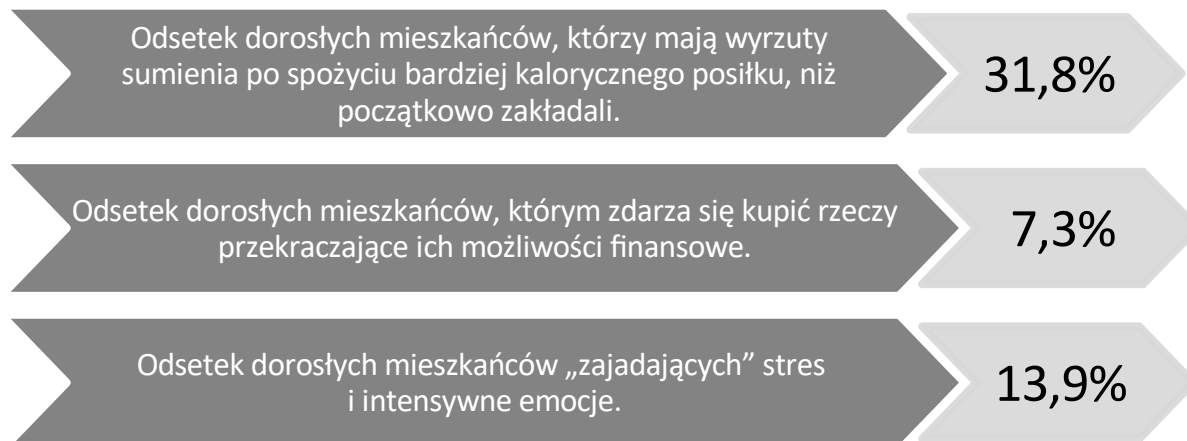 Odsetek dorosłych mieszkańców, którzy mają wyrzuty
sumienia po spożyciu bardziej kalorycznego posiłku, niż
początkowo zakładali.
31,8%
Odsetek dorosłych mieszkańców, którym zdarza się kupić rzeczy
przekraczające ich możliwości finansowe.
7,3%
Odsetek dorosłych mieszkańców „zajadających” stres
i intensywne emocje.
13,9%